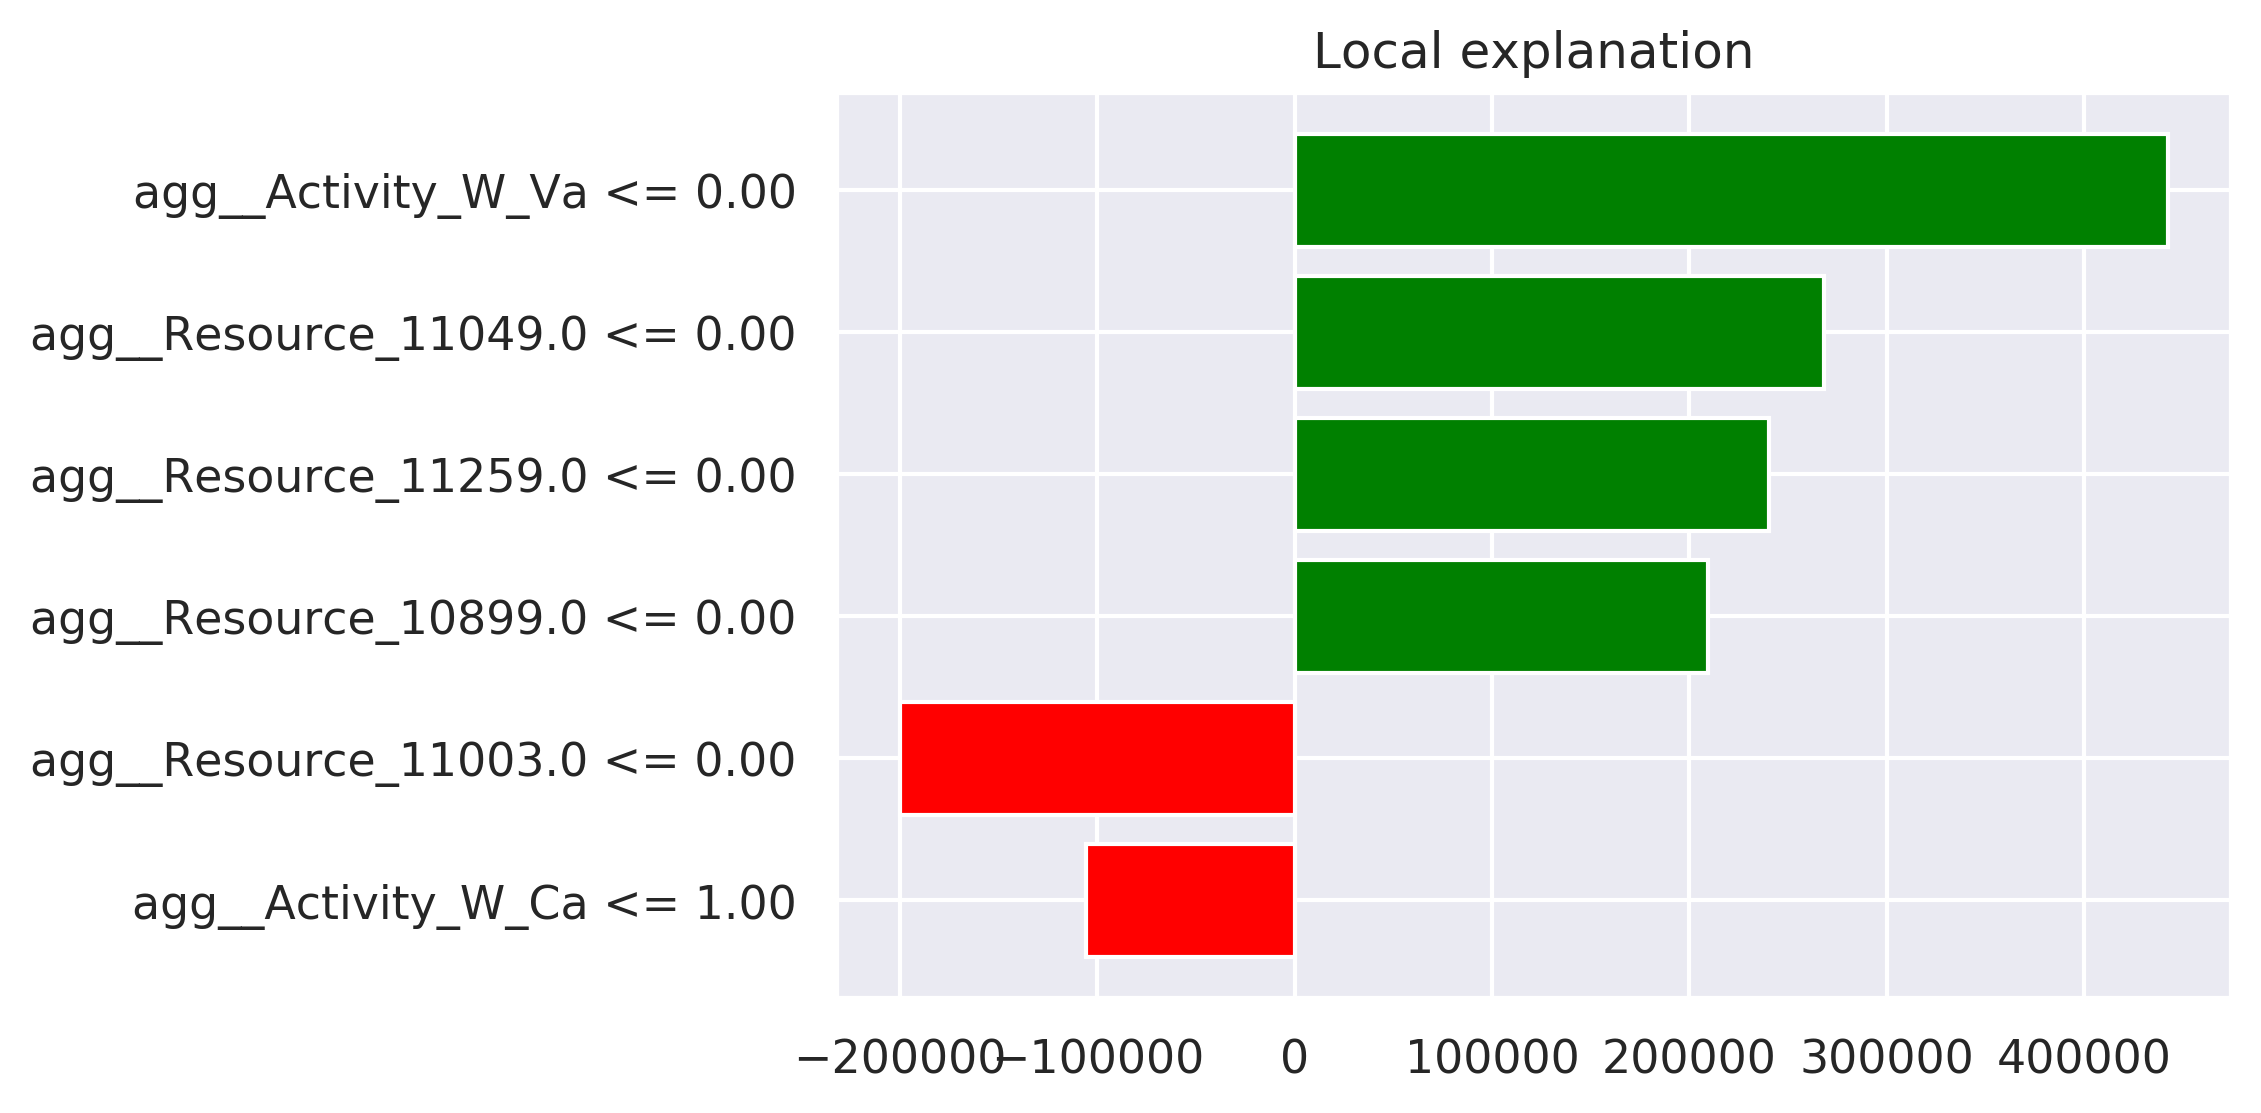 Local explanation
agg__Activity_W_Va <= 0.00
agg__Resource_11049.0 <= 0.00
agg__Resource_11259.0 <= 0.00
agg__Resource_10899.0 <= 0.00
agg__Resource_11003.0 <= 0.00
agg__Activity_W_Ca <= 1.00
−200000 −100000 0 100000 200000 300000 400000